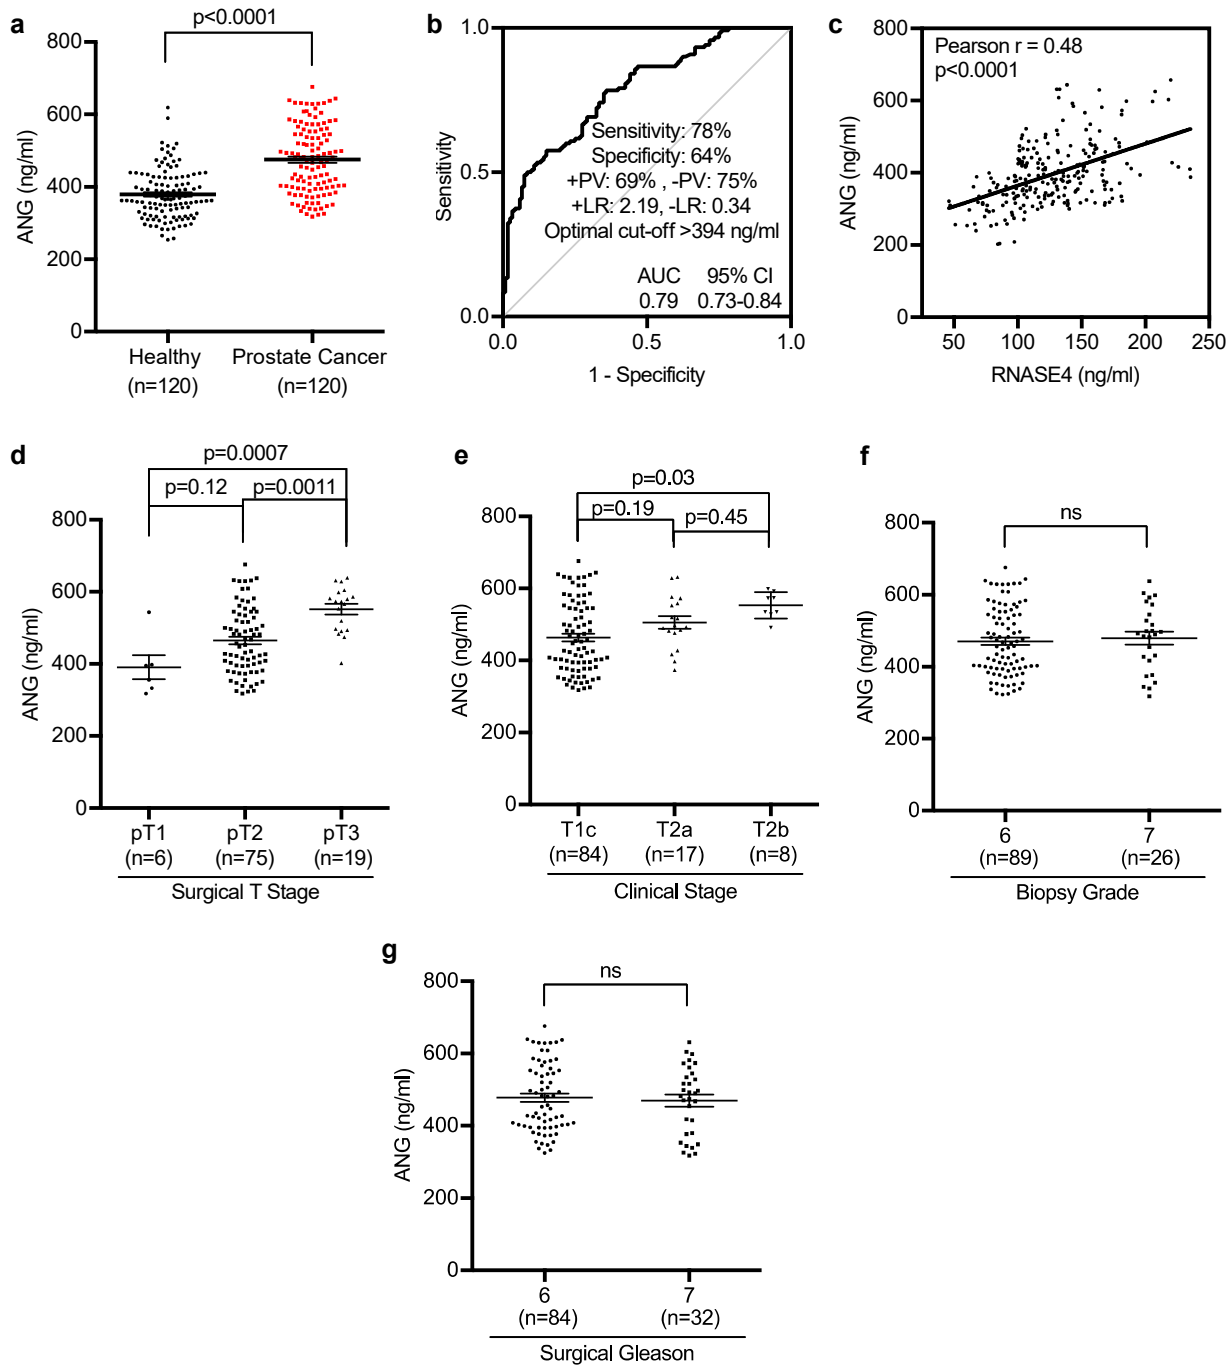 a
p<0.0001
800
600
400
200
0
ANG (ng/ml)
Healthy
(n=120)
Prostate Cancer
(n=120)
b
1.0
0.5
0.0
Sensitivity
Sensitivity: 78%
Specificity: 64%
+PV: 69% , -PV: 75%
+LR: 2.19, -LR: 0.34
Optimal cut-off >394 ng/ml
AUC 95% CI
0.79 0.73-0.84
0.0 0.5 1.0
1 - Specificity
c
Pearson r = 0.48
p<0.0001
800
600
400
200
0
ANG (ng/ml)
50 100 150 200 250
RNASE4 (ng/ml)
d
p=0.0007
p=0.12 p=0.0011
800
600
400
200
0
ANG (ng/ml)
pT1 pT2 pT3
(n=6) (n=75) (n=19)
Surgical T Stage
e
p=0.03
p=0.19 p=0.45
800
600
400
200
0
ANG (ng/ml)
T1c T2a T2b
(n=84) (n=17) (n=8)
Clinical Stage
f
ns
800
600
400
200
0
ANG (ng/ml)
6 7
(n=89) (n=26)
Biopsy Grade
g
ns
800
600
400
200
0
ANG (ng/ml)
6 7
(n=84) (n=32)
Surgical Gleason